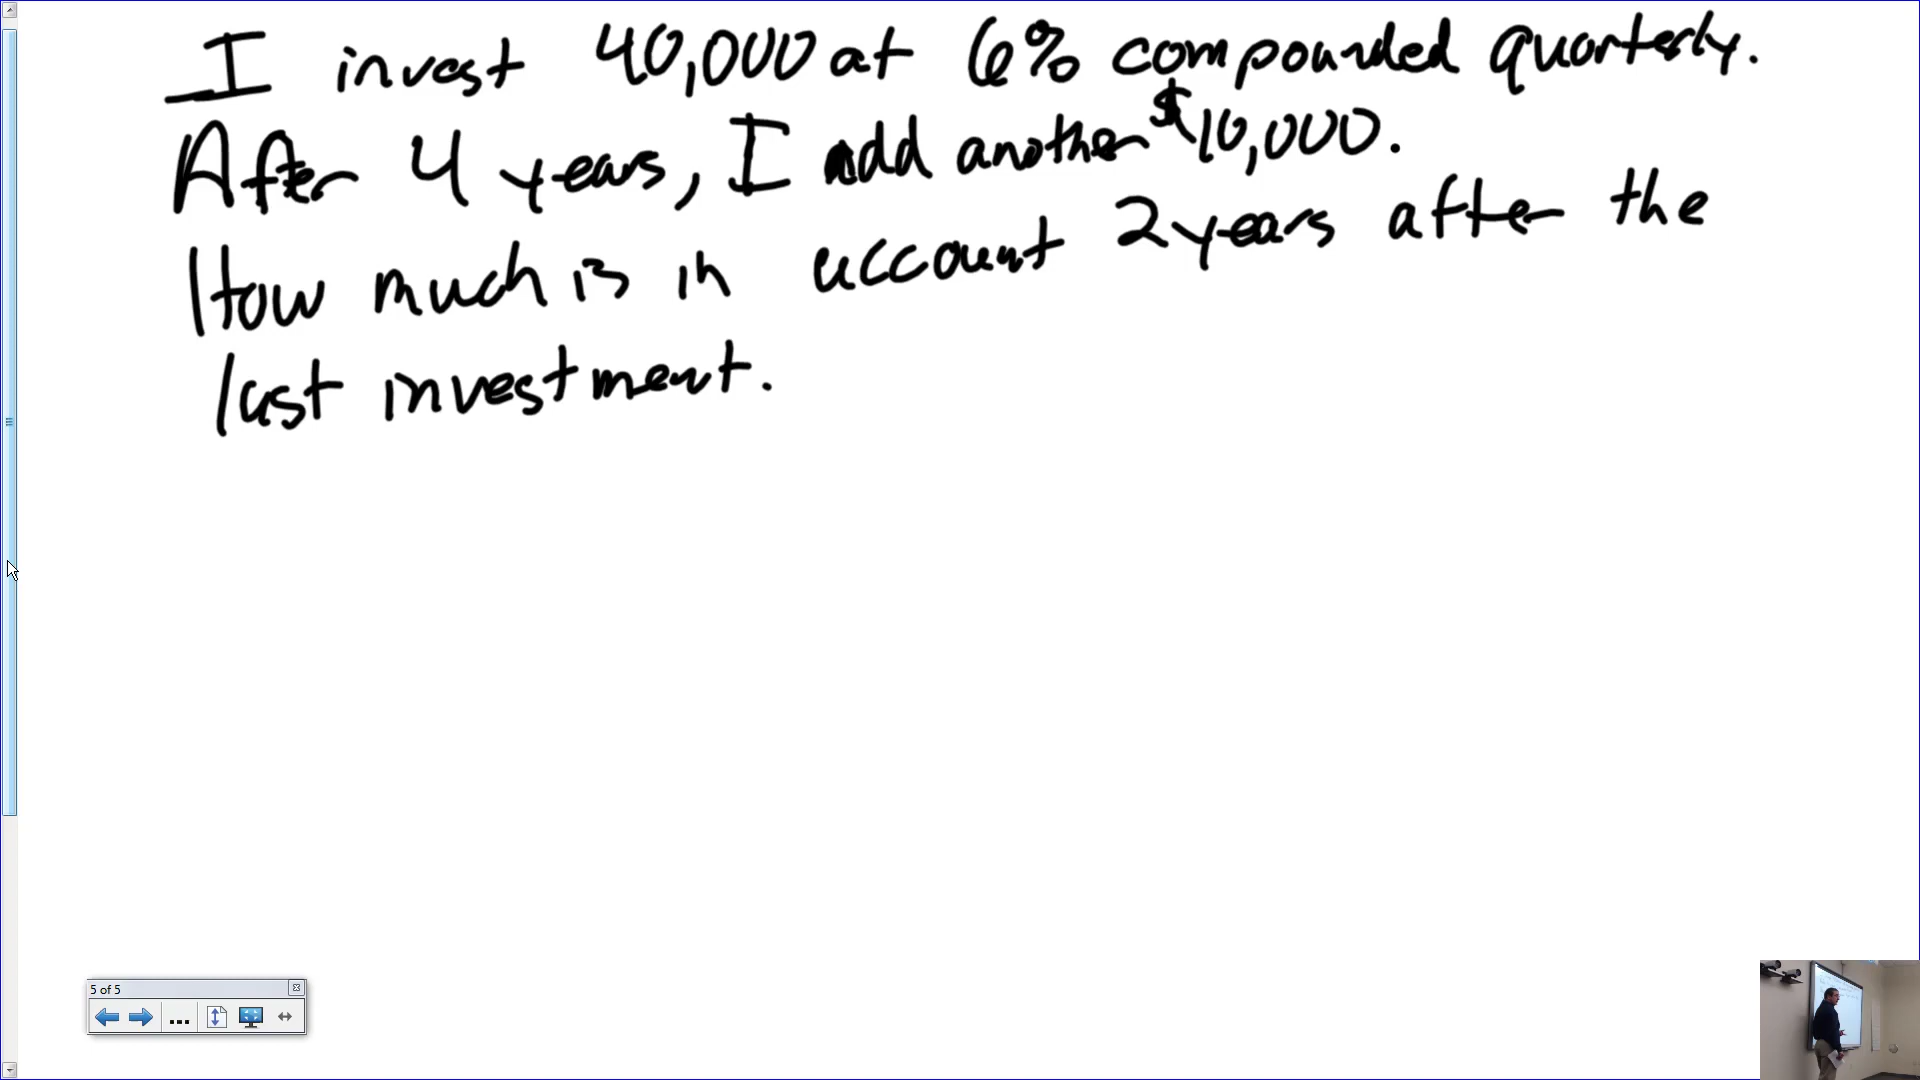 I invest 40,000 at 6% compounded quarterly.
After 4 years, I add another $10,000.
How much is in account 2 years after the
last investment.
5 of 5
...